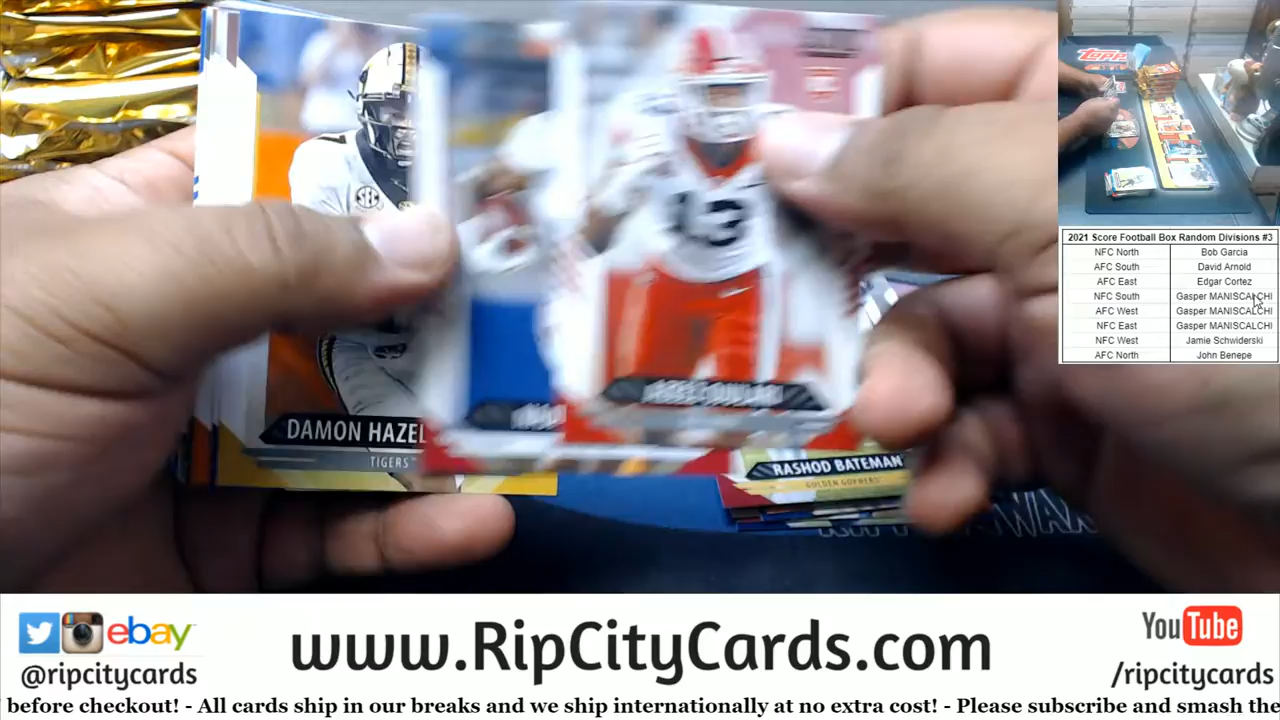 Topps
SEC
13
DAMON HAZEL
TIGERS
RASHOD BATEMAN
GOLDEN GOPHERS
2021 Score Football Box Random Divisions #3
NFC North Bob Garcia
AFC South David Arnold
AFC East Edgar Cortez
NFC South Gasper MANISCALCHI
AFC West Gasper MANISCALCHI
NFC East Gasper MANISCALCHI
NFC West Jamie Schwiderski
AFC North John Benepe
ebay
@ripcitycards
www.RipCityCards.com
YouTube
/ripcitycards
before checkout! - All cards ship in our breaks and we ship internationally at no extra cost! - Please subscribe and smash the